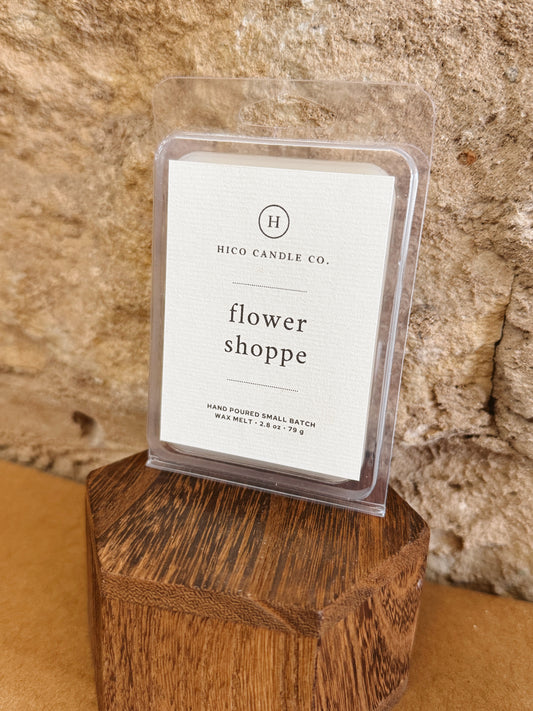 H
HICO CANDLE CO.
flower
shoppe
HAND POURED SMALL BATCH
WAX MELT • 2.8 oz • 79 g